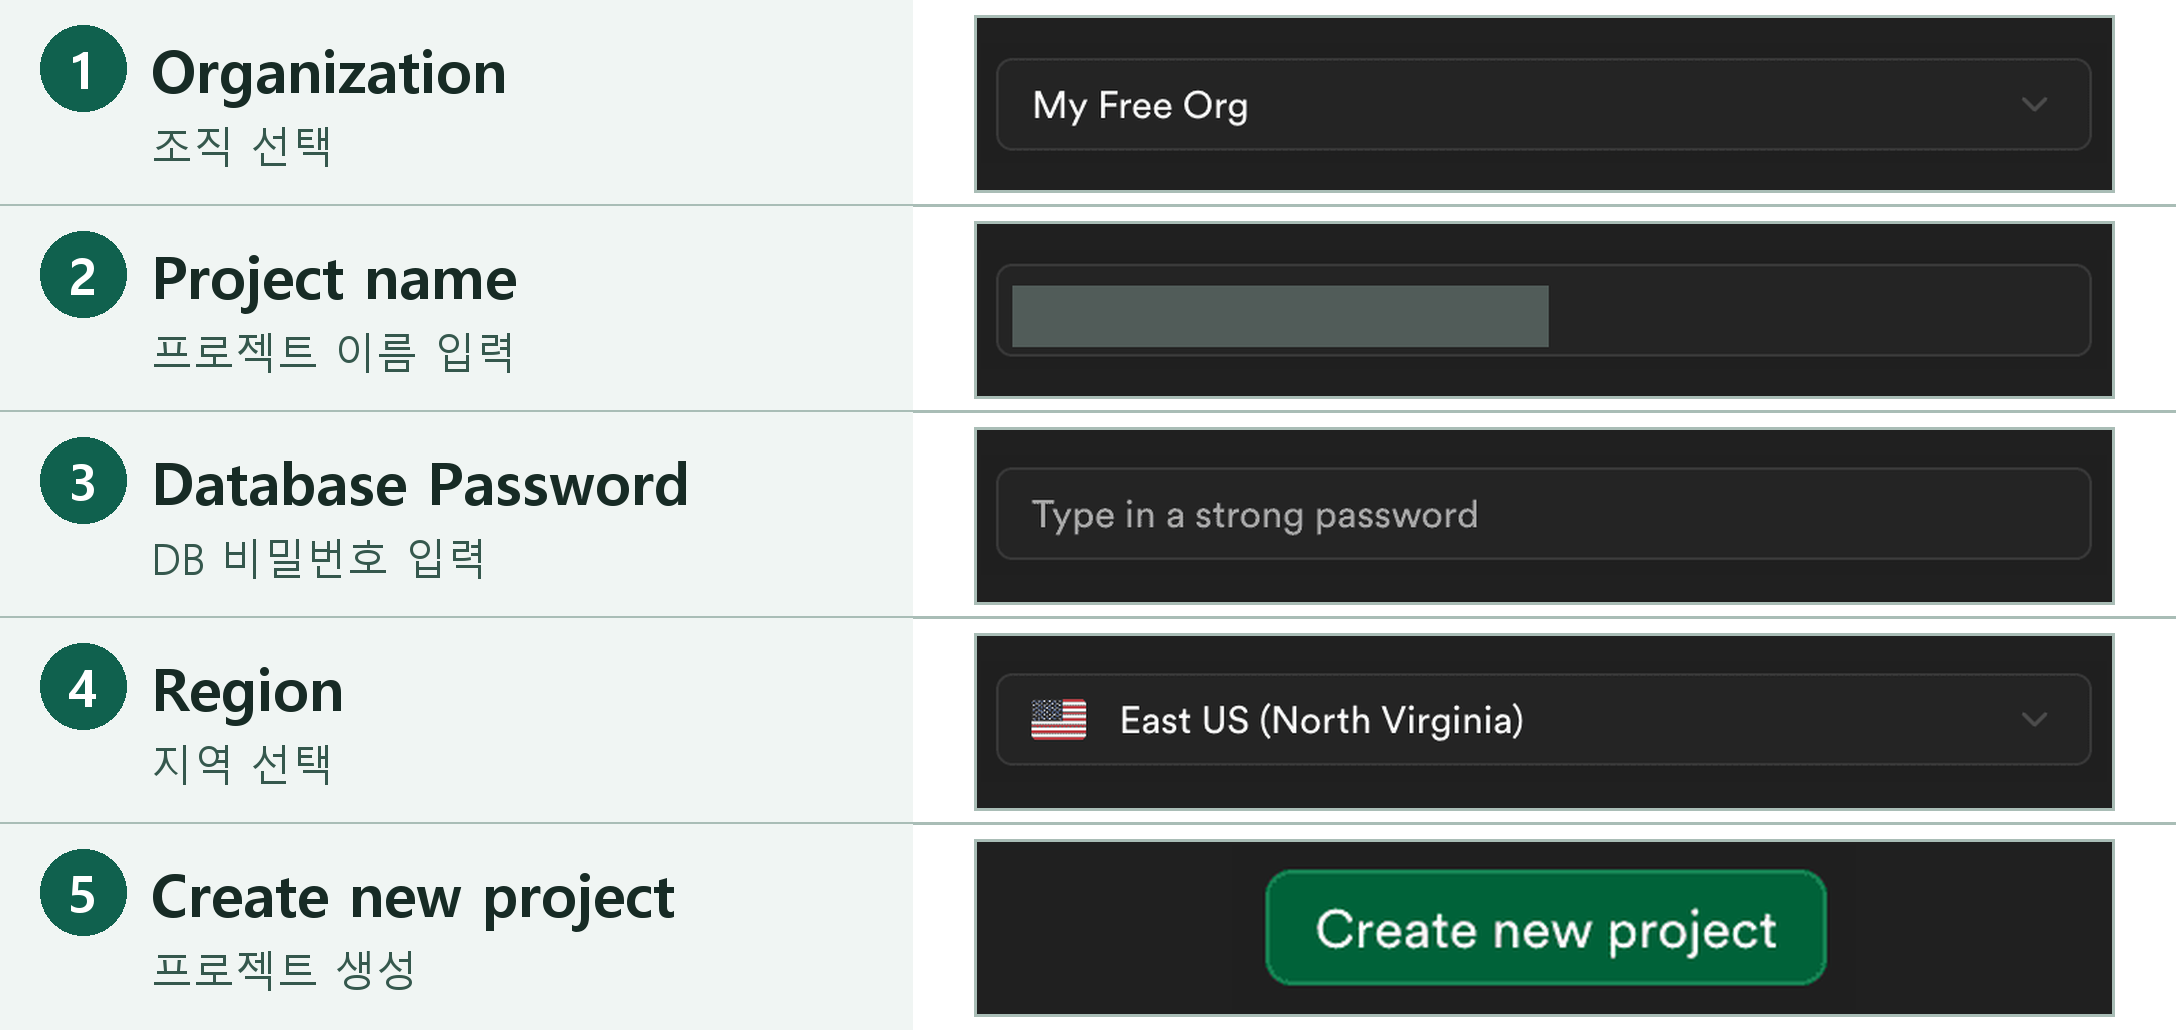 1 Organization
조직 선택
My Free Org
2 Project name
프로젝트 이름 입력
3 Database Password
DB 비밀번호 입력
Type in a strong password
4 Region
지역 선택
East US (North Virginia)
5 Create new project
프로젝트 생성
Create new project